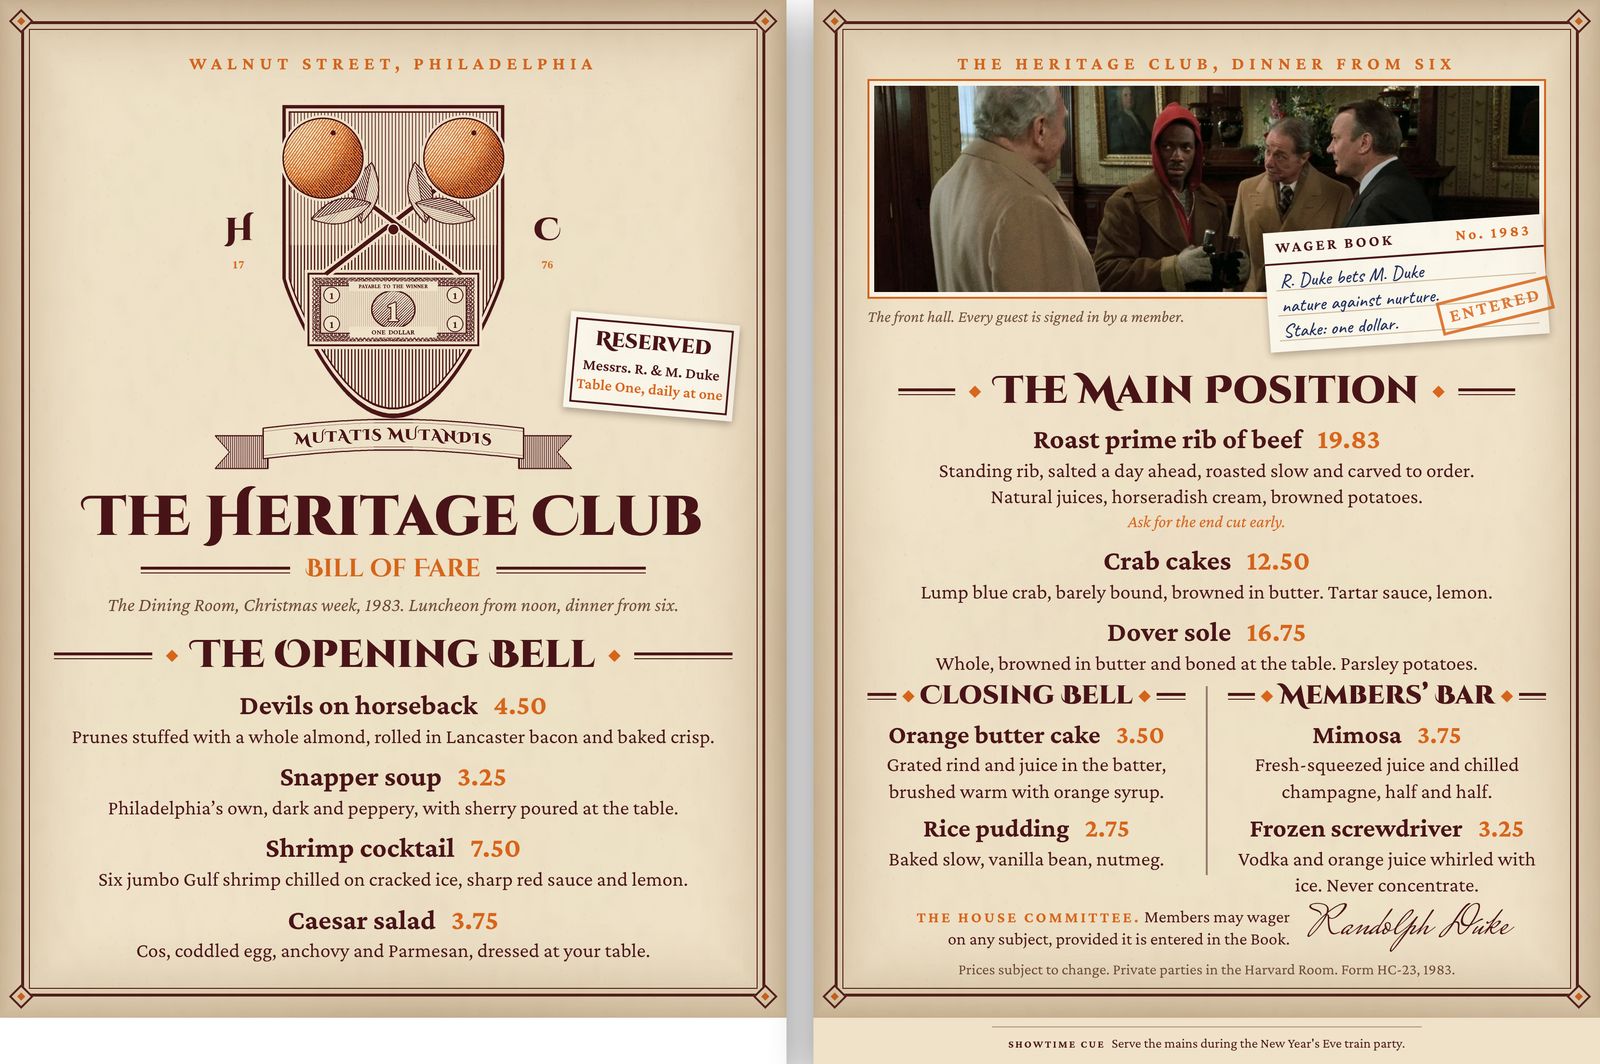 WALNUT STREET, PHILADELPHIA
H
C
17
76
PAYABLE TO THE WINNER
1
1
1
1
1
ONE DOLLAR
RESERVED
Messrs. R. & M. Duke
Table One, daily at one
MUTATIS MUTANDIS
THE HERITAGE CLUB
BILL OF FARE
The Dining Room, Christmas week, 1983. Luncheon from noon, dinner from six.
THE OPENING BELL
Devils on horseback 4.50
Prunes stuffed with a whole almond, rolled in Lancaster bacon and baked crisp.
Snapper soup 3.25
Philadelphia’s own, dark and peppery, with sherry poured at the table.
Shrimp cocktail 7.50
Six jumbo Gulf shrimp chilled on cracked ice, sharp red sauce and lemon.
Caesar salad 3.75
Cos, coddled egg, anchovy and Parmesan, dressed at your table.
THE HERITAGE CLUB, DINNER FROM SIX
WAGER BOOK No. 1983
R. Duke bets M. Duke
nature against nurture.
Stake: one dollar.
ENTERED
The front hall. Every guest is signed in by a member.
THE MAIN POSITION
Roast prime rib of beef 19.83
Standing rib, salted a day ahead, roasted slow and carved to order.
Natural juices, horseradish cream, browned potatoes.
Ask for the end cut early.
Crab cakes 12.50
Lump blue crab, barely bound, browned in butter. Tartar sauce, lemon.
Dover sole 16.75
Whole, browned in butter and boned at the table. Parsley potatoes.
CLOSING BELL
Orange butter cake 3.50
Grated rind and juice in the batter,
brushed warm with orange syrup.
Rice pudding 2.75
Baked slow, vanilla bean, nutmeg.
MEMBERS’ BAR
Mimosa 3.75
Fresh-squeezed juice and chilled
champagne, half and half.
Frozen screwdriver 3.25
Vodka and orange juice whirled with
ice. Never concentrate.
THE HOUSE COMMITTEE. Members may wager
on any subject, provided it is entered in the Book.
Randolph Duke
Prices subject to change. Private parties in the Harvard Room. Form HC-23, 1983.
SHOWTIME CUE Serve the mains during the New Year’s Eve train party.